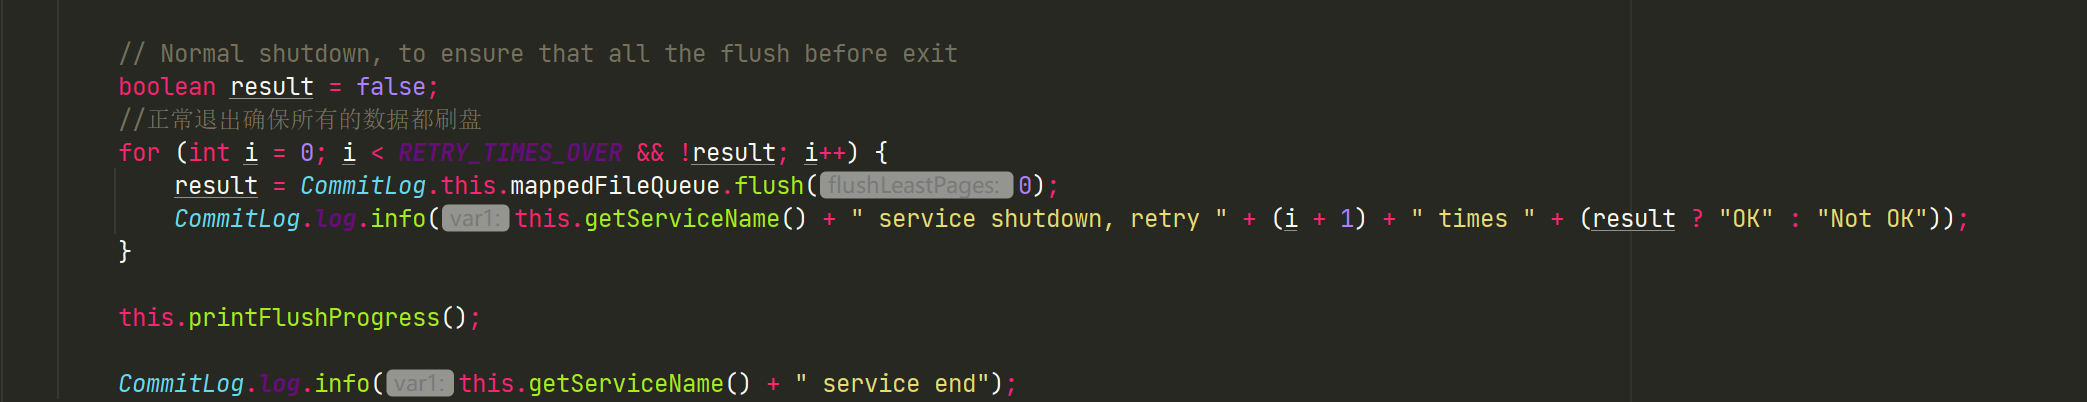 // Normal shutdown, to ensure that all the flush before exit
boolean result = false;
//正常退出确保所有的数据都刷盘
for (int i = 0; i < RETRY_TIMES_OVER && !result; i++) {
result = CommitLog.this.mappedFileQueue.flush( flushLeastPages: 0);
CommitLog.log.info( var1: this.getServiceName() + " service shutdown, retry " + (i + 1) + " times " + (result ? "OK" : "Not OK"));
}
this.printFlushProgress();
CommitLog.log.info( var1: this.getServiceName() + " service end");